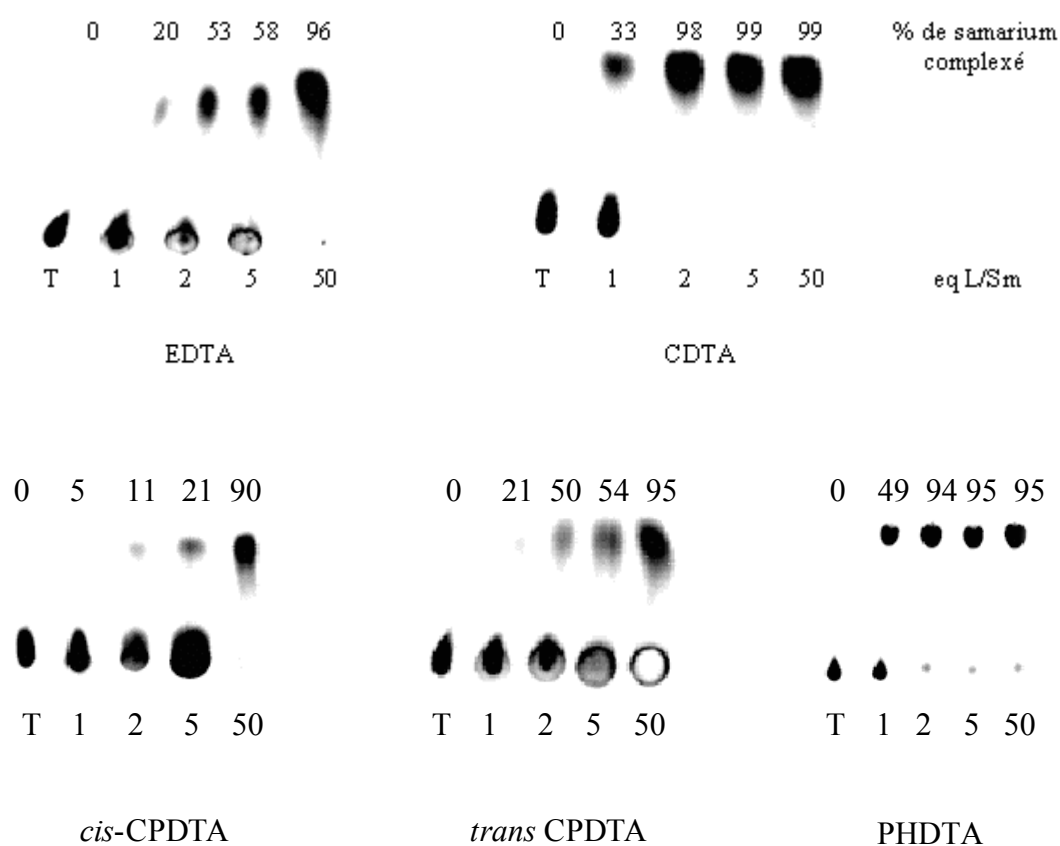 0 20 53 58 96 0 33 98 99 99 % de samarium
complexé
T 1 2 5 50 T 1 2 5 50 eq L/Sm
EDTA CDTA
0 5 11 21 90 0 21 50 54 95 0 49 94 95 95
T 1 2 5 50 T 1 2 5 50 T 1 2 5 50
cis-CPDTA trans CPDTA PHDTA